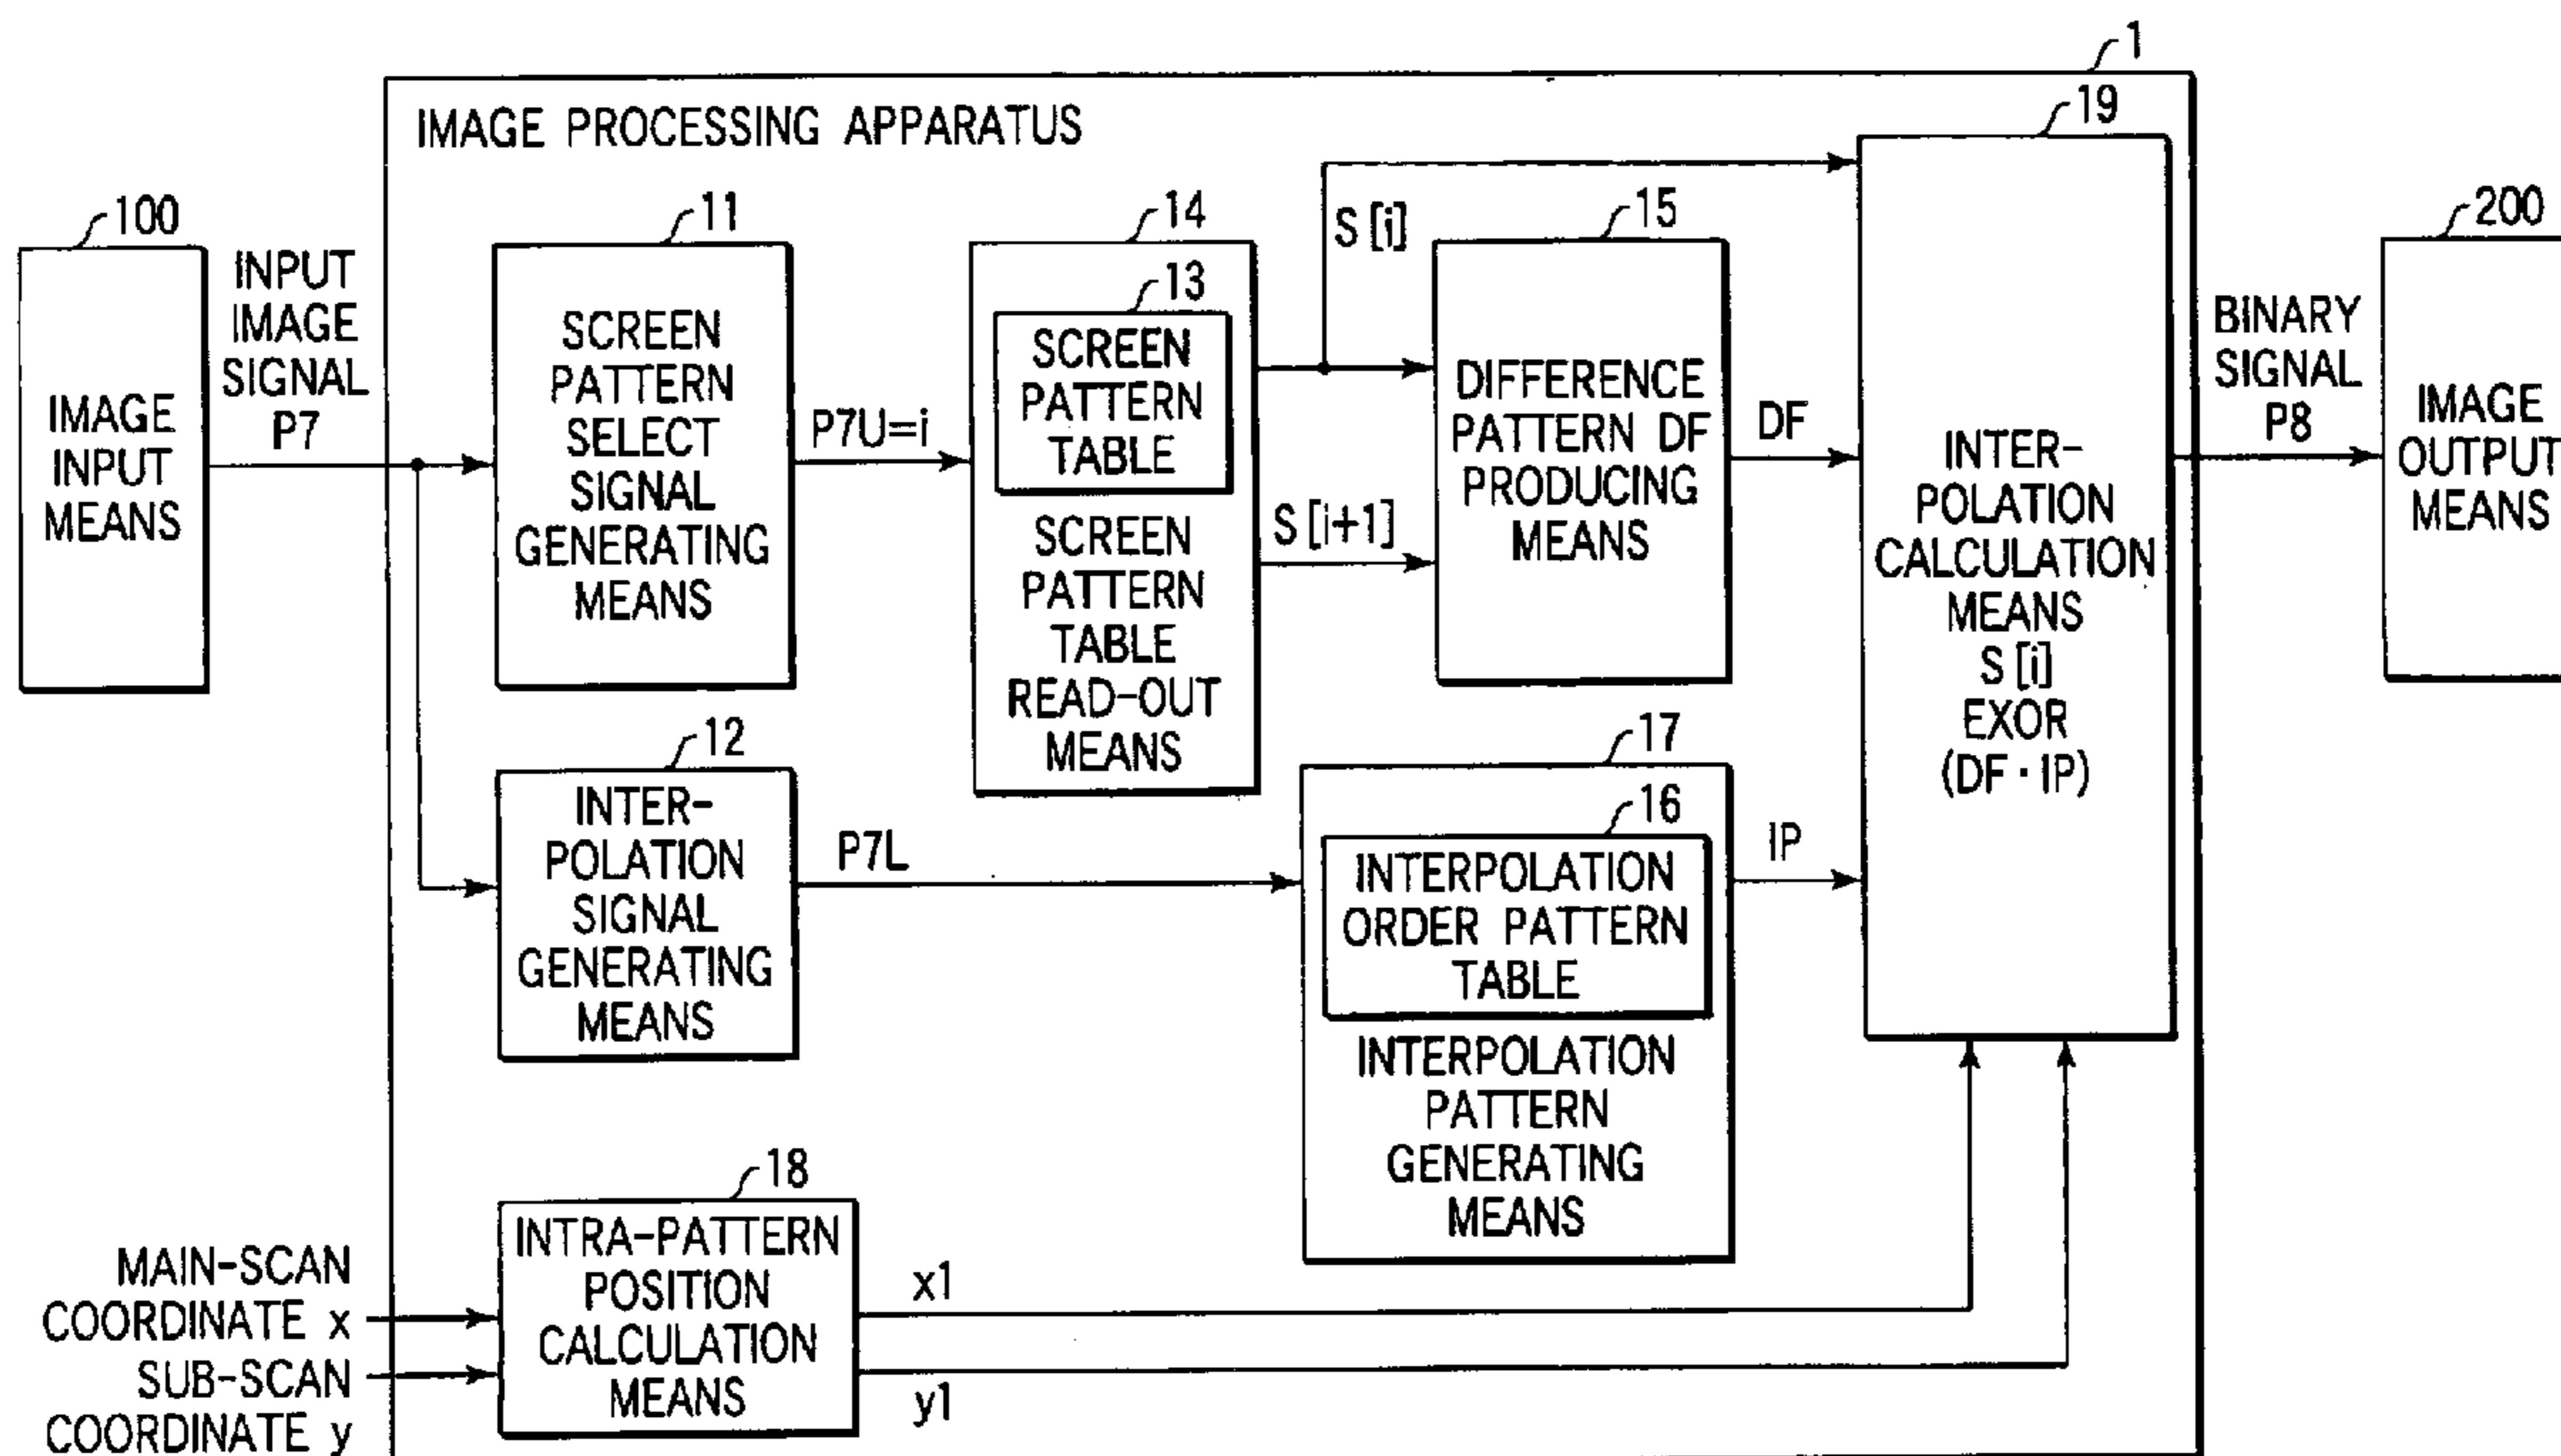 1
IMAGE PROCESSING APPARATUS
100
IMAGE
INPUT
MEANS
INPUT
IMAGE
SIGNAL
P7
11
SCREEN
PATTERN
SELECT
SIGNAL
GENERATING
MEANS
P7U=i
14
13
SCREEN
PATTERN
TABLE
SCREEN
PATTERN
TABLE
READ-OUT
MEANS
S [i]
S [i+1]
15
DIFFERENCE
PATTERN DF
PRODUCING
MEANS
DF
19
INTER-
POLATION
CALCULATION
MEANS
S [i]
EXOR
(DF · IP)
BINARY
SIGNAL
P8
200
IMAGE
OUTPUT
MEANS
12
INTER-
POLATION
SIGNAL
GENERATING
MEANS
P7L
17
16
INTERPOLATION
ORDER PATTERN
TABLE
INTERPOLATION
PATTERN
GENERATING
MEANS
IP
MAIN-SCAN
COORDINATE x
SUB-SCAN
COORDINATE y
18
INTRA-PATTERN
POSITION
CALCULATION
MEANS
x1
y1